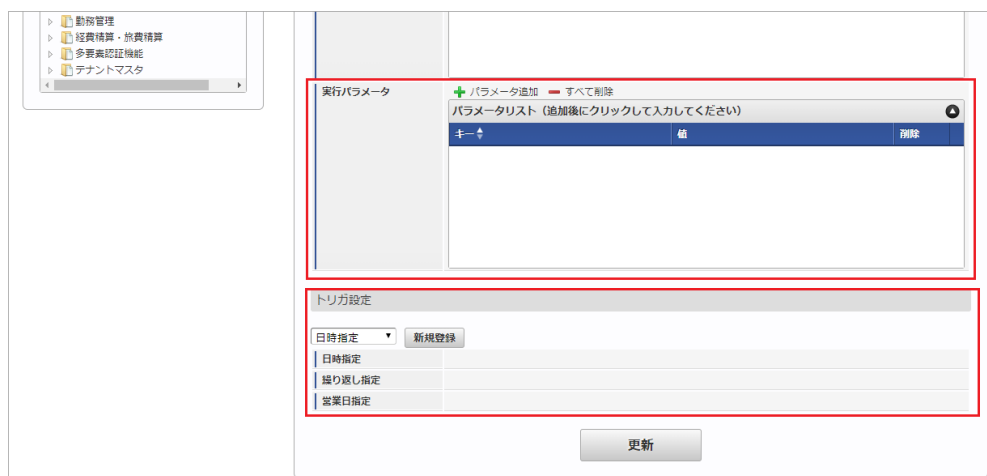 勤務管理
経費精算・旅費精算
多要素認証機能
テナントマスタ
実行パラメータ
パラメータ追加 すべて削除
パラメータリスト（追加後にクリックして入力してください）
キー 値 削除
トリガ設定
日時指定 新規登録
日時指定
繰り返し指定
営業日指定
更新